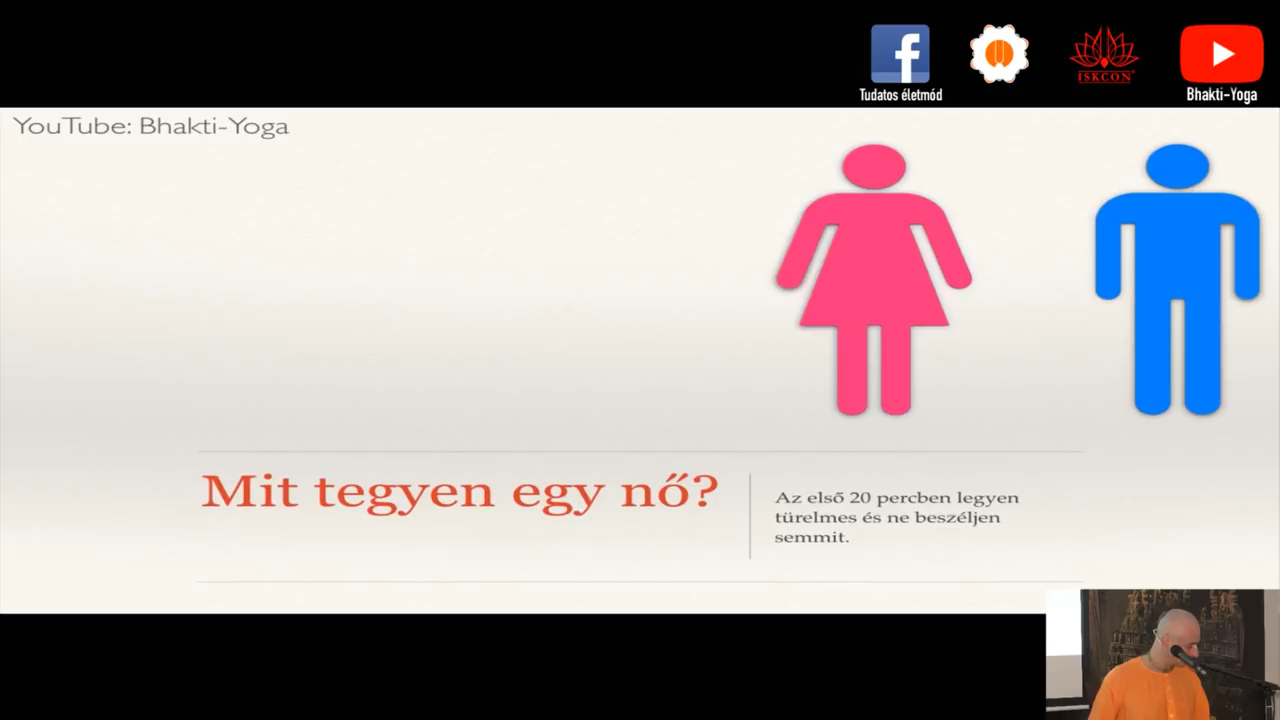 Tudatos életmód
ISKCON
Bhakti-Yoga
YouTube: Bhakti-Yoga
Mit tegyen egy nő?
Az első 20 percben legyen
türelmes és ne beszéljen
semmit.